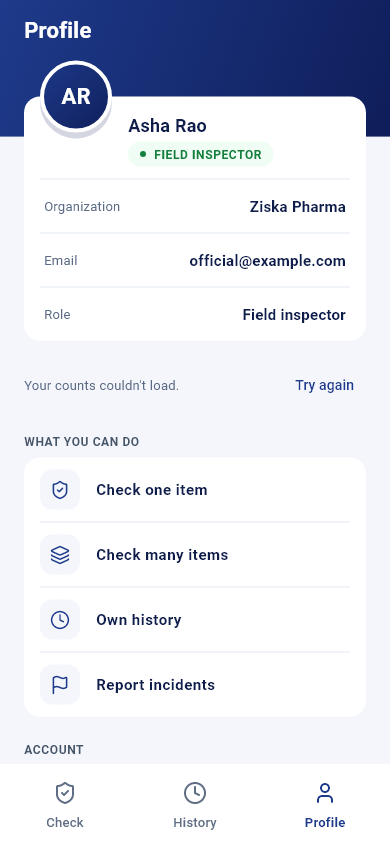 Profile
AR
Asha Rao
FIELD INSPECTOR
Organization Ziska Pharma
Email official@example.com
Role Field inspector
Your counts couldn't load. Try again
WHAT YOU CAN DO
Check one item
Check many items
Own history
Report incidents
ACCOUNT
Check History Profile